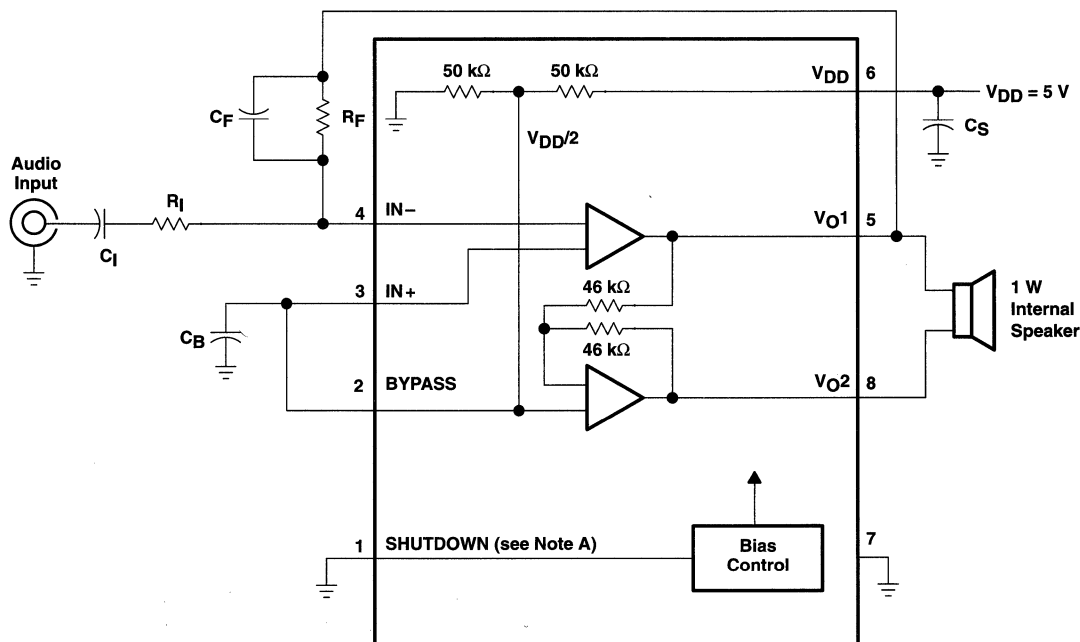 50 kΩ
50 kΩ
VDD
6
VDD = 5 V
CF
RF
VDD/2
CS
Audio
Input
RI
4
IN−
VO1
5
CI
46 kΩ
1 W
Internal
Speaker
3
IN+
CB
46 kΩ
2
BYPASS
VO2
8
1
SHUTDOWN (see Note A)
Bias
Control
7